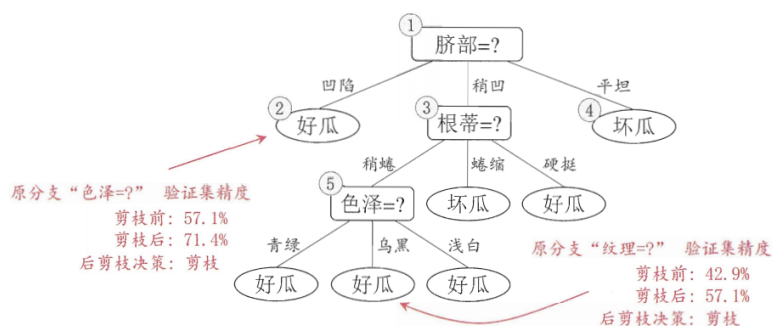 ①
脐部=?
凹陷 稍凹 平坦
② ③ ④
好瓜 根蒂=? 坏瓜
稍蜷 蜷缩 硬挺
⑤
色泽=? 坏瓜 好瓜
原分支“色泽=?” 验证集精度
剪枝前: 57.1%
剪枝后: 71.4%
后剪枝决策: 剪枝
青绿 乌黑 浅白
好瓜 好瓜 好瓜
原分支“纹理=?” 验证集精度
剪枝前: 42.9%
剪枝后: 57.1%
后剪枝决策: 剪枝